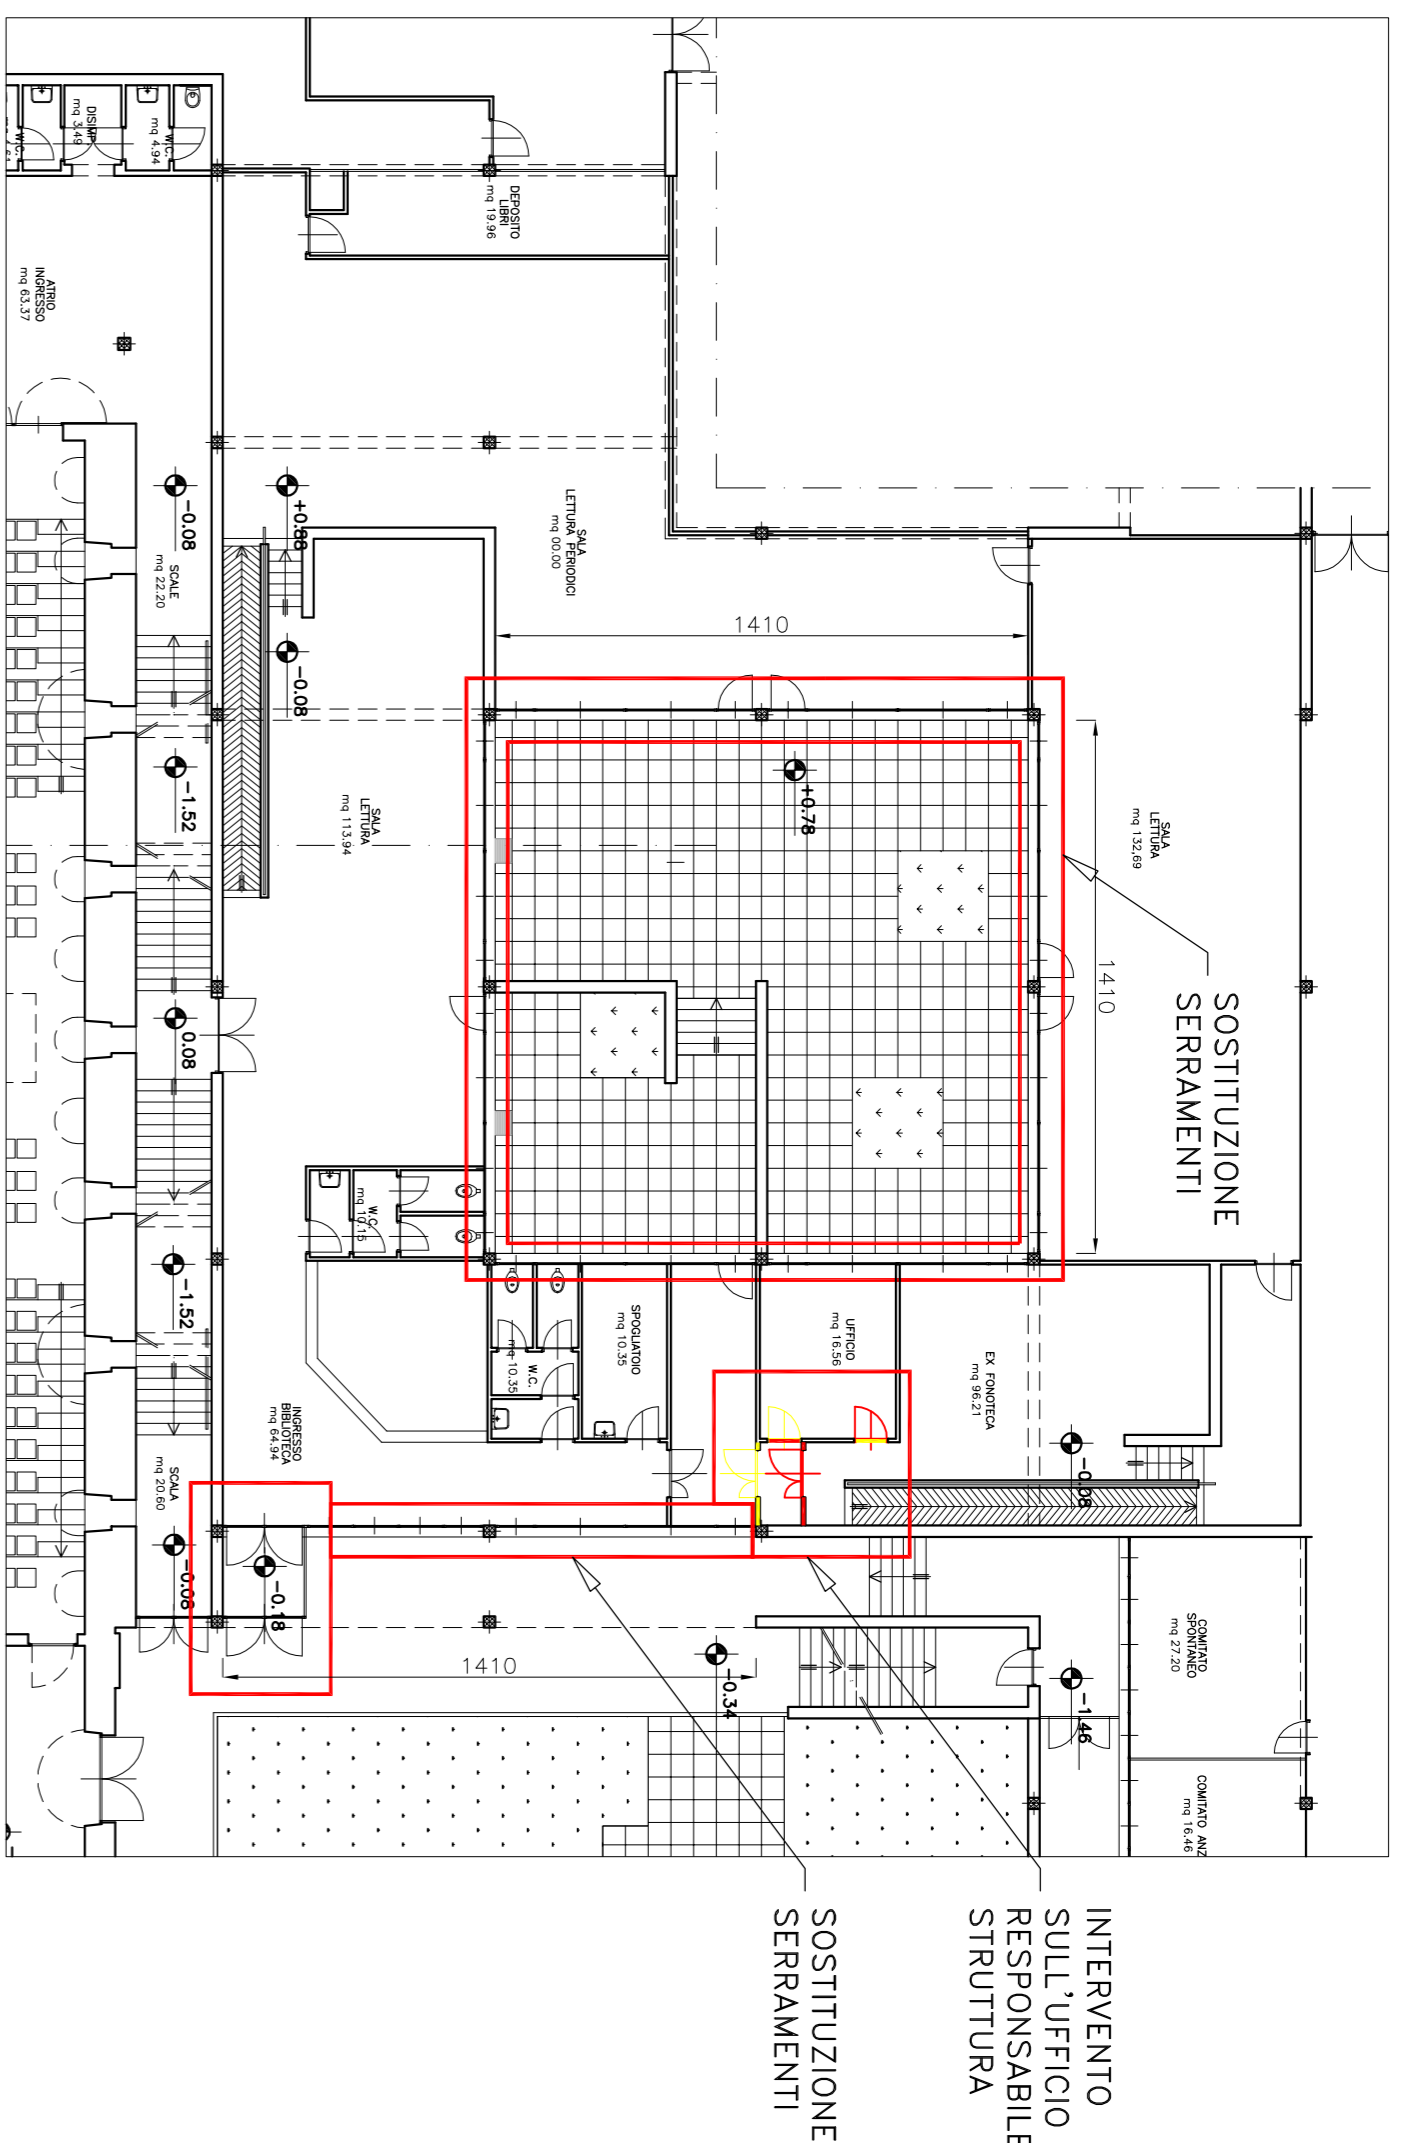 DISIMP.
mq 3.49
W.C.
mq 4.94
W.C.
DEPOSITO
LIBRI
mq 19.96
ATRIO
INGRESSO
mq 63.37
SALA
LETTURA PERIODICI
mq 00.00
-0.08
+0.88
SCALE
mq 22.20
-0.08
1410
-1.52
SALA
LETTURA
mq 113.94
+0.78
SALA
LETTURA
mq 132,69
1410
SOSTITUZIONE
SERRAMENTI
0.08
W.C.
mq 10.15
-1.52
SPOGLIATOIO
mq 10.35
W.C.
mq 10.35
UFFICIO
mq 16.56
EX FONOTECA
mq 96.21
-0.08
INGRESSO
BIBLIOTECA
mq 64.94
SCALA
mq 20.60
-0.08
-0.18
1410
-0.34
-1.46
COMITATO
SPONTANEO
mq 27.20
COMITATO ANZ
mq 16.46
INTERVENTO
SULL'UFFICIO
RESPONSABILE
STRUTTURA
SOSTITUZIONE
SERRAMENTI